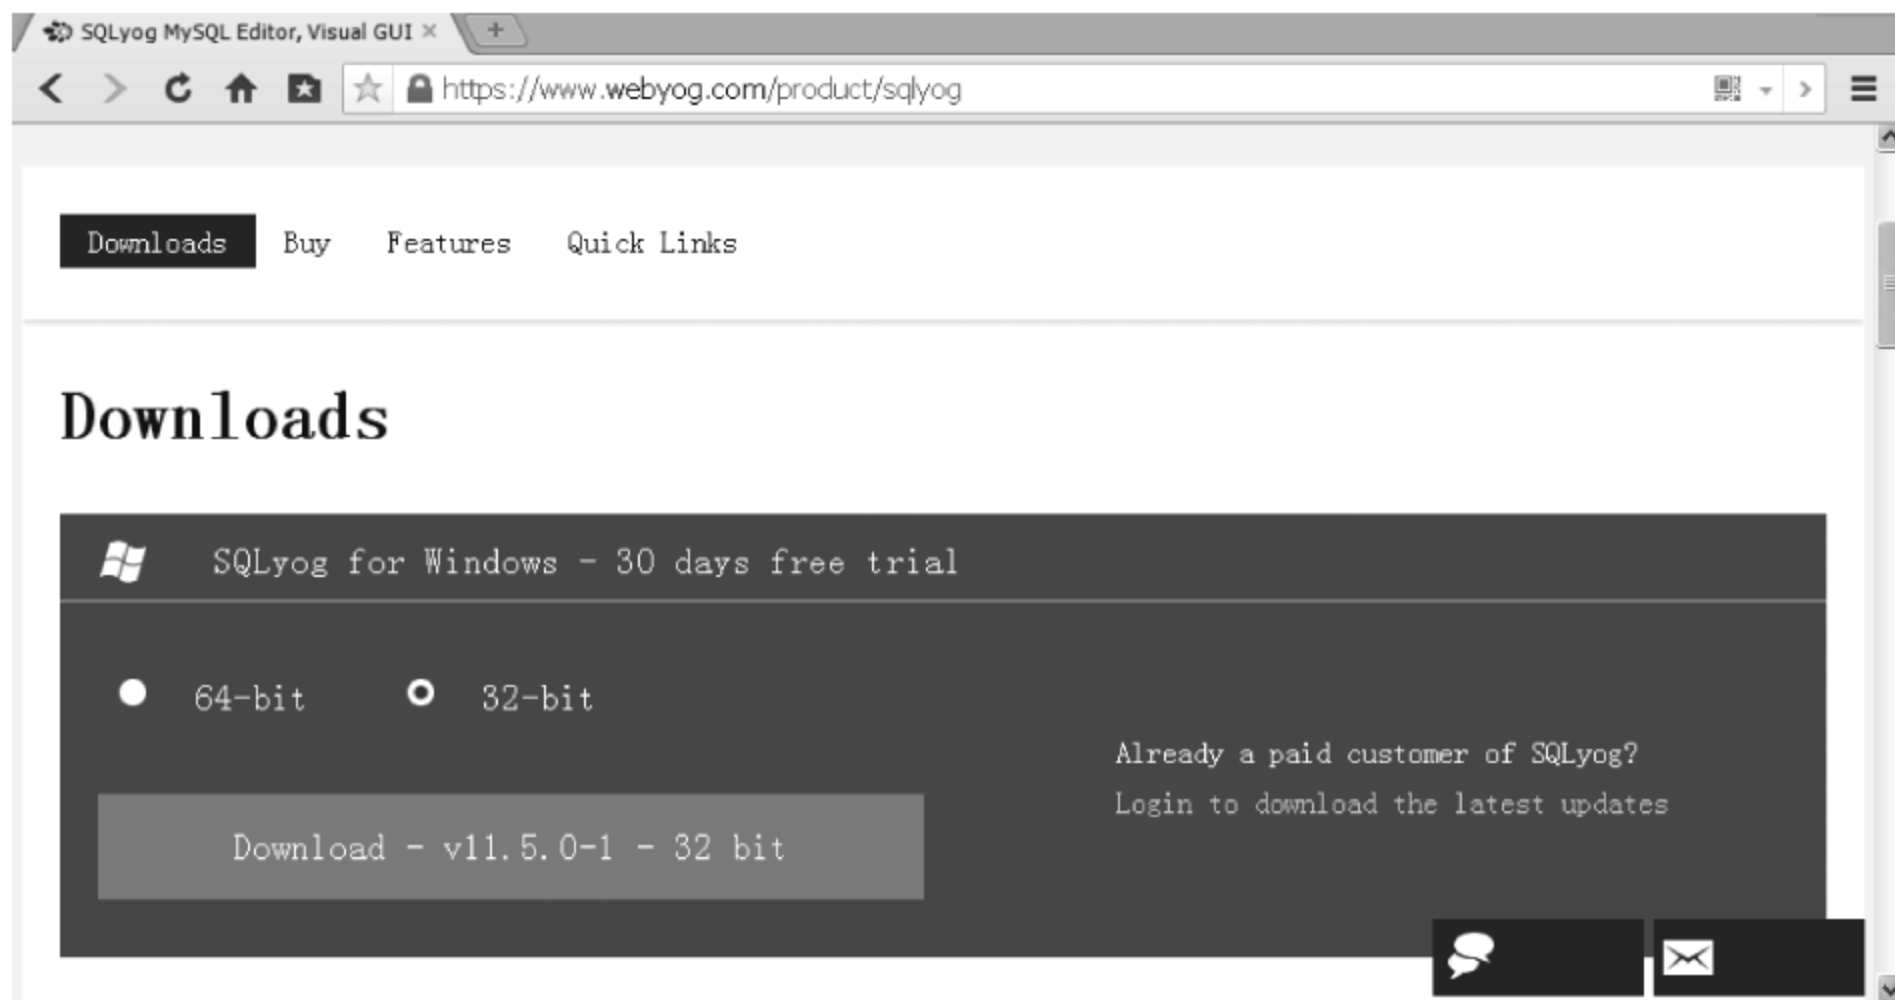 SQLyog MySQL Editor, Visual GUI
https://www.webyog.com/product/sqlyog
Downloads Buy Features Quick Links
Downloads
SQLyog for Windows - 30 days free trial
64-bit 32-bit
Already a paid customer of SQLyog?
Login to download the latest updates
Download - v11.5.0-1 - 32 bit